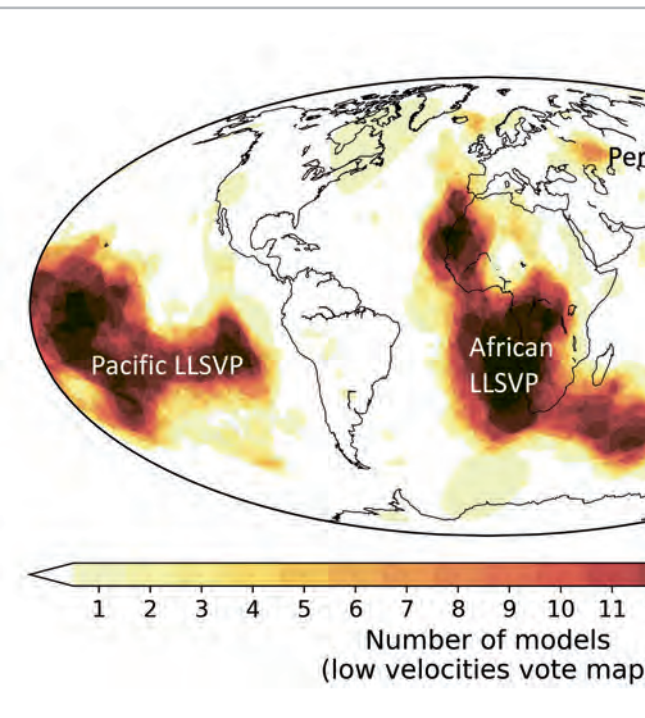 Per
Pacific LLSVP
African
LLSVP
1 2 3 4 5 6 7 8 9 10 11
Number of models
(low velocities vote map